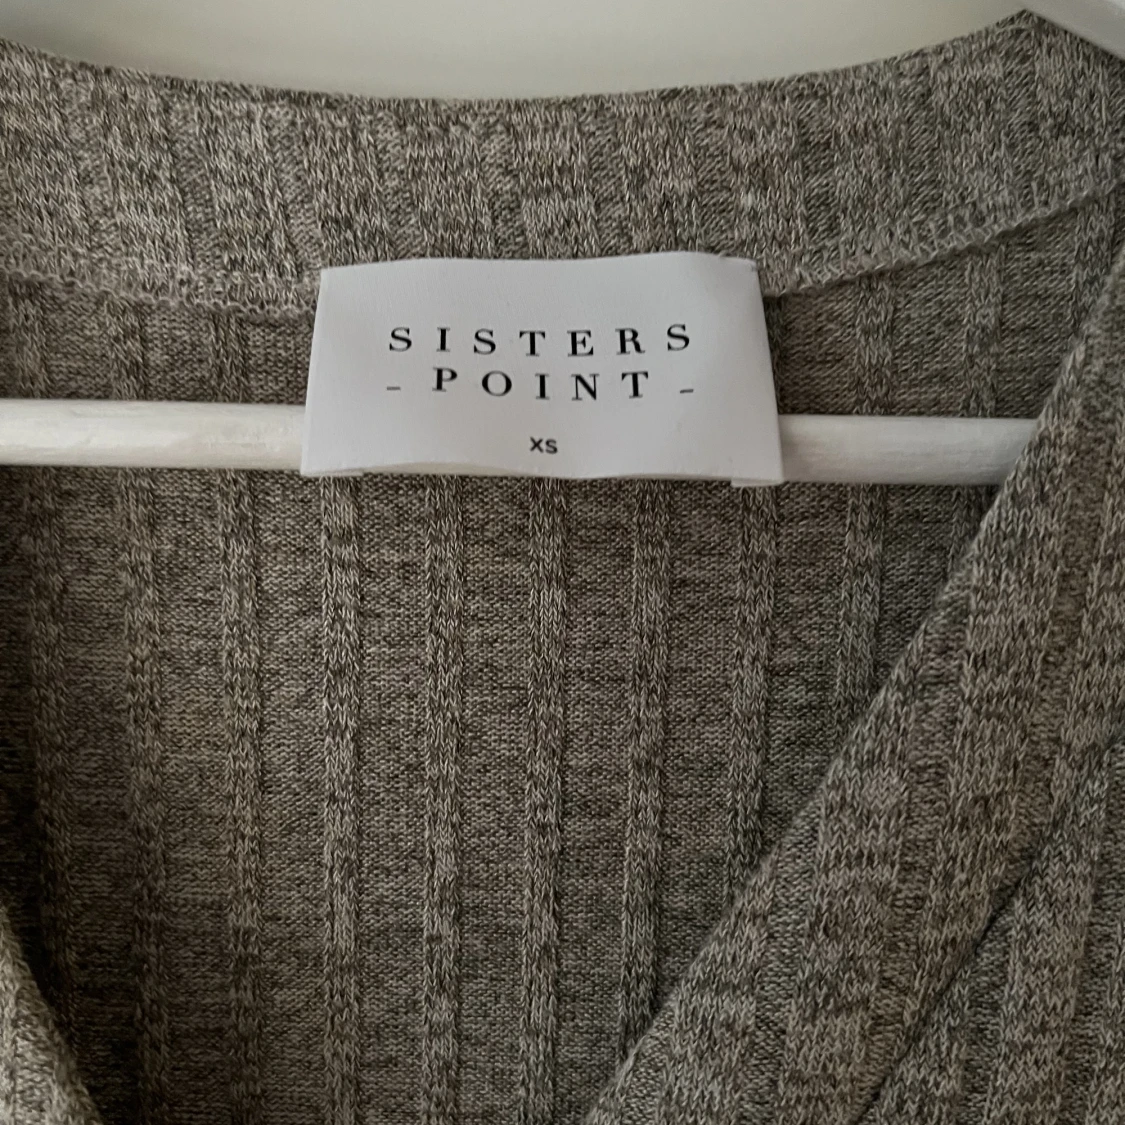 SISTERS
- POINT -
XS